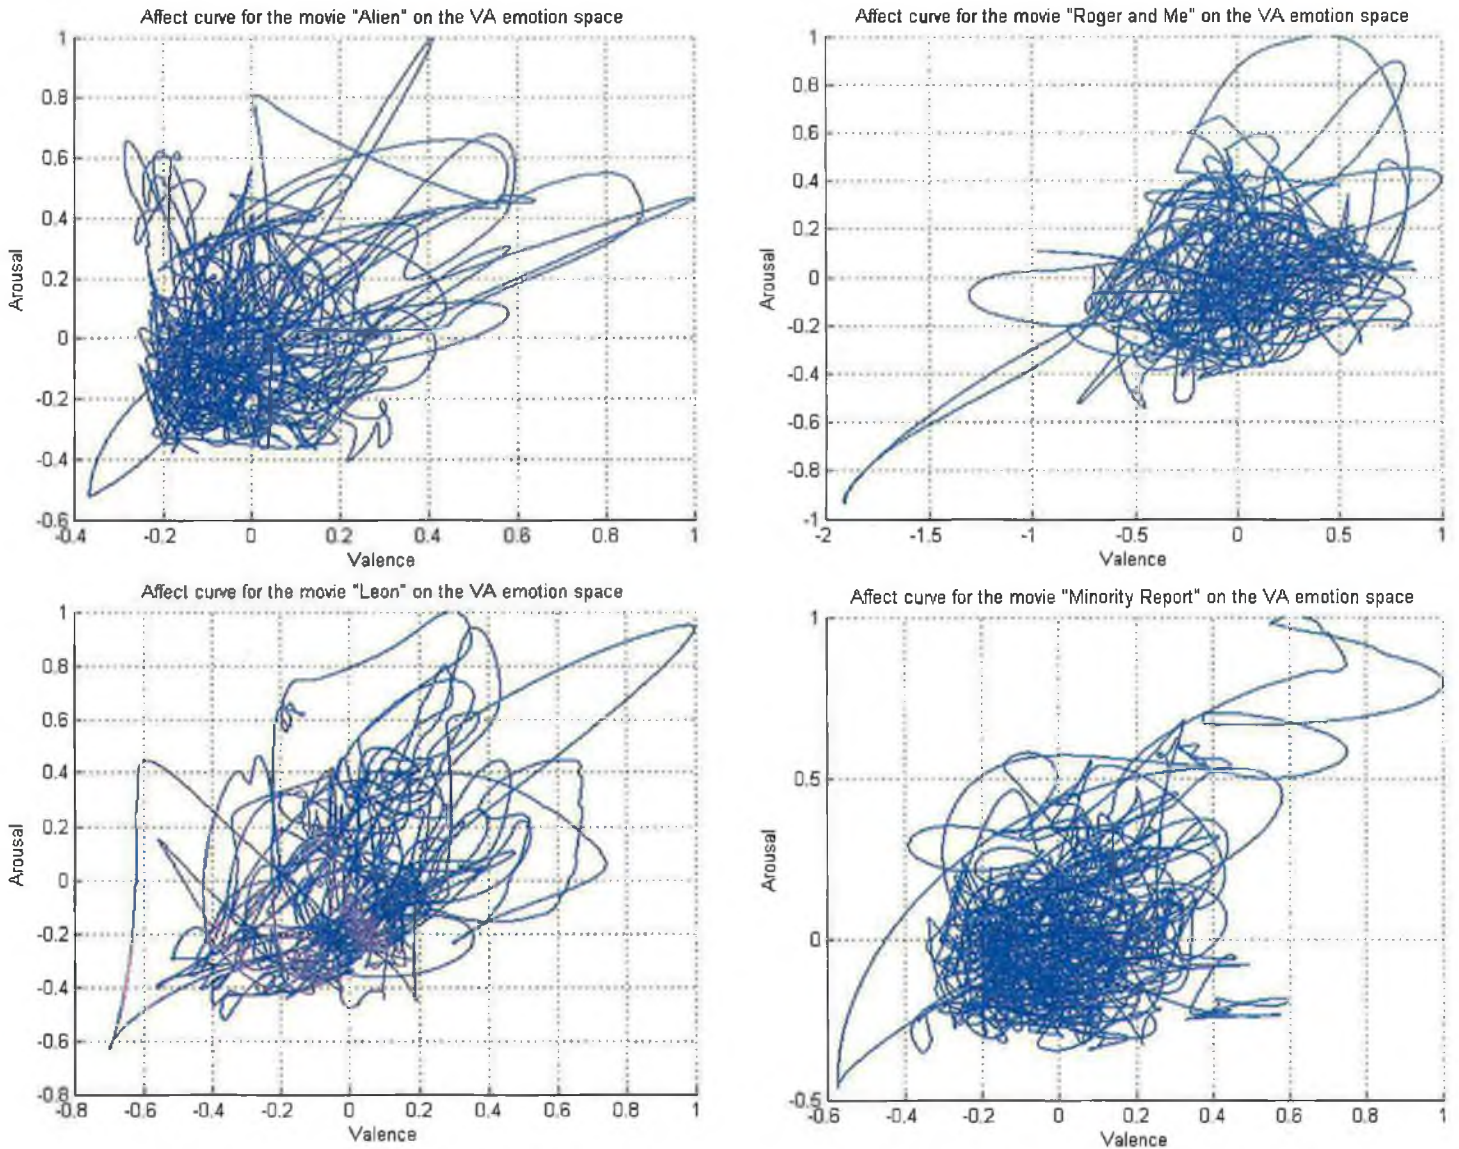 Affect curve for the movie "Alien" on the VA emotion space
1
0.8
0.6
0.4
0.2
0
-0.2
-0.4
-0.6
Arousal
-0.4 -0.2 0 0.2 0.4 0.6 0.8 1
Valence
Affect curve for the movie "Roger and Me" on the VA emotion space
1
0.8
0.6
0.4
0.2
0
-0.2
-0.4
-0.6
-0.8
-1
Arousal
-2 -1.5 -1 -0.5 0 0.5 1
Valence
Affect curve for the movie "Leon" on the VA emotion space
1
0.8
0.6
0.4
0.2
0
-0.2
-0.4
-0.6
-0.8
Arousal
-0.8 -0.6 -0.4 -0.2 0 0.2 0.4 0.6 0.8 1
Valence
Affect curve for the movie "Minority Report" on the VA emotion space
1
0.5
0
-0.5
Arousal
-0.6 -0.4 -0.2 0 0.2 0.4 0.6 0.8 1
Valence